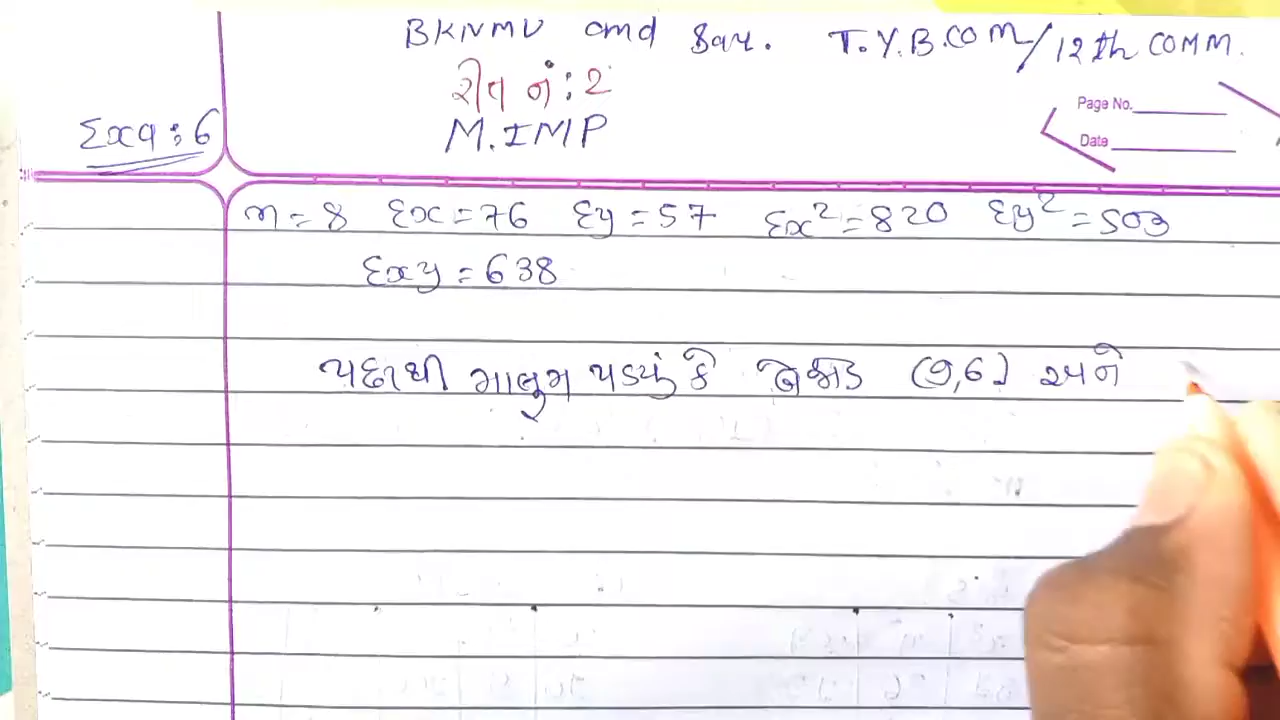 BKNMU and Sau. T.Y.B.COM/12th COMM.
રીત નં:2
M.IMP
Page No.
Date
Exa:6
n=8 Σx=76 Σy=57 Σx²=820 Σy²=503
Σxy=638
પછીથી માલુમ પડ્યું કે બે જોડ (9,6) અને